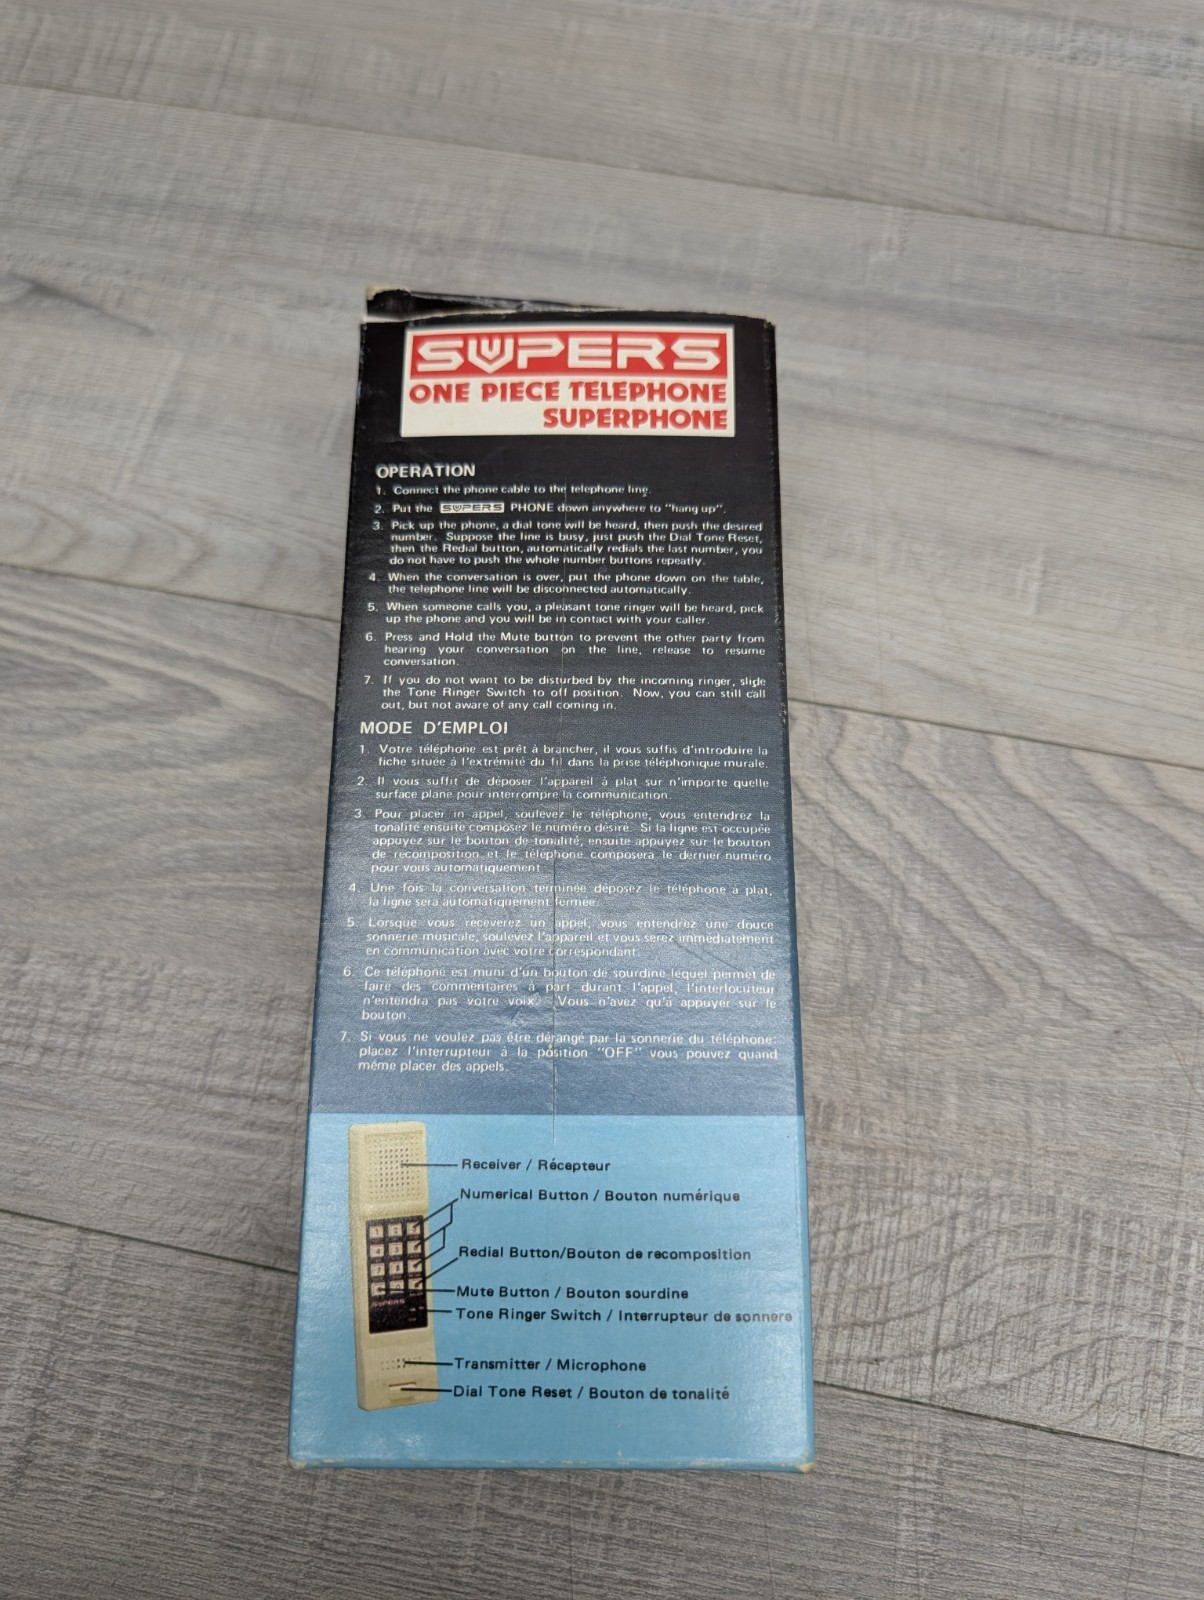 SUPERS
ONE PIECE TELEPHONE
SUPERPHONE
OPERATION
1. Connect the phone cable to the telephone line.
2. Put the SUPERS PHONE down anywhere to "hang up".
3. Pick up the phone, a dial tone will be heard, then push the desired
number. Suppose the line is busy, just push the Dial Tone Reset,
then the Redial button, automatically redials the last number, you
do not have to push the whole number buttons repeatly.
4. When the conversation is over, put the phone down on the table,
the telephone line will be disconnected automatically.
5. When someone calls you, a pleasant tone ringer will be heard, pick
up the phone and you will be in contact with your caller.
6. Press and Hold the Mute button to prevent the other party from
hearing your conversation on the line, release to resume
conversation.
7. If you do not want to be disturbed by the incoming ringer, slide
the Tone Ringer Switch to off position. Now, you can still call
out, but not aware of any call coming in.
MODE D'EMPLOI
1. Votre téléphone est prêt à brancher, il vous suffis d'introduire la
fiche située à l'extrémité du fil dans la prise téléphonique murale.
2. Il vous suffit de déposer l'appareil à plat sur n'importe quelle
surface plane pour interrompre la communication.
3. Pour placer in appel, soulevez le téléphone, vous entendrez la
tonalité ensuite composez le numéro désiré. Si la ligne est occupée
appuyez sur le bouton de tonalité, ensuite appuyez sur le bouton
de recomposition et le téléphone composera le dernier numéro
pour vous automatiquement
4. Une fois la conversation terminée déposez le téléphone à plat,
la ligne sera automatiquement fermée.
5. Lorsque vous receverez un appel, vous entendrez une douce
sonnerie musicale, soulevez l'appareil et vous serez immédiatement
en communication avec votre correspondant.
6. Ce téléphone est muni d'un bouton de sourdine lequel permet de
faire des commentaires à part durant l'appel, l'interlocuteur
n'entendra pas votre voix. Vous n'avez qu'à appuyer sur le
bouton.
7. Si vous ne voulez pas être dérangé par la sonnerie du téléphone:
placez l'interrupteur à la position "OFF" vous pouvez quand
même placer des appels.
Receiver / Récepteur
Numerical Button / Bouton numérique
Redial Button/Bouton de recomposition
Mute Button / Bouton sourdine
SUPERS
Tone Ringer Switch / Interrupteur de sonnere
Transmitter / Microphone
Dial Tone Reset / Bouton de tonalité